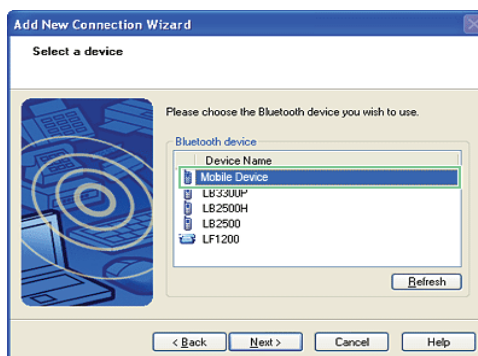 Add New Connection Wizard
Select a device
Please choose the Bluetooth device you wish to use.
Bluetooth device
Device Name
Mobile Device
LB3300P
LB2500H
LB2500
LF1200
Refresh
< Back Next > Cancel Help